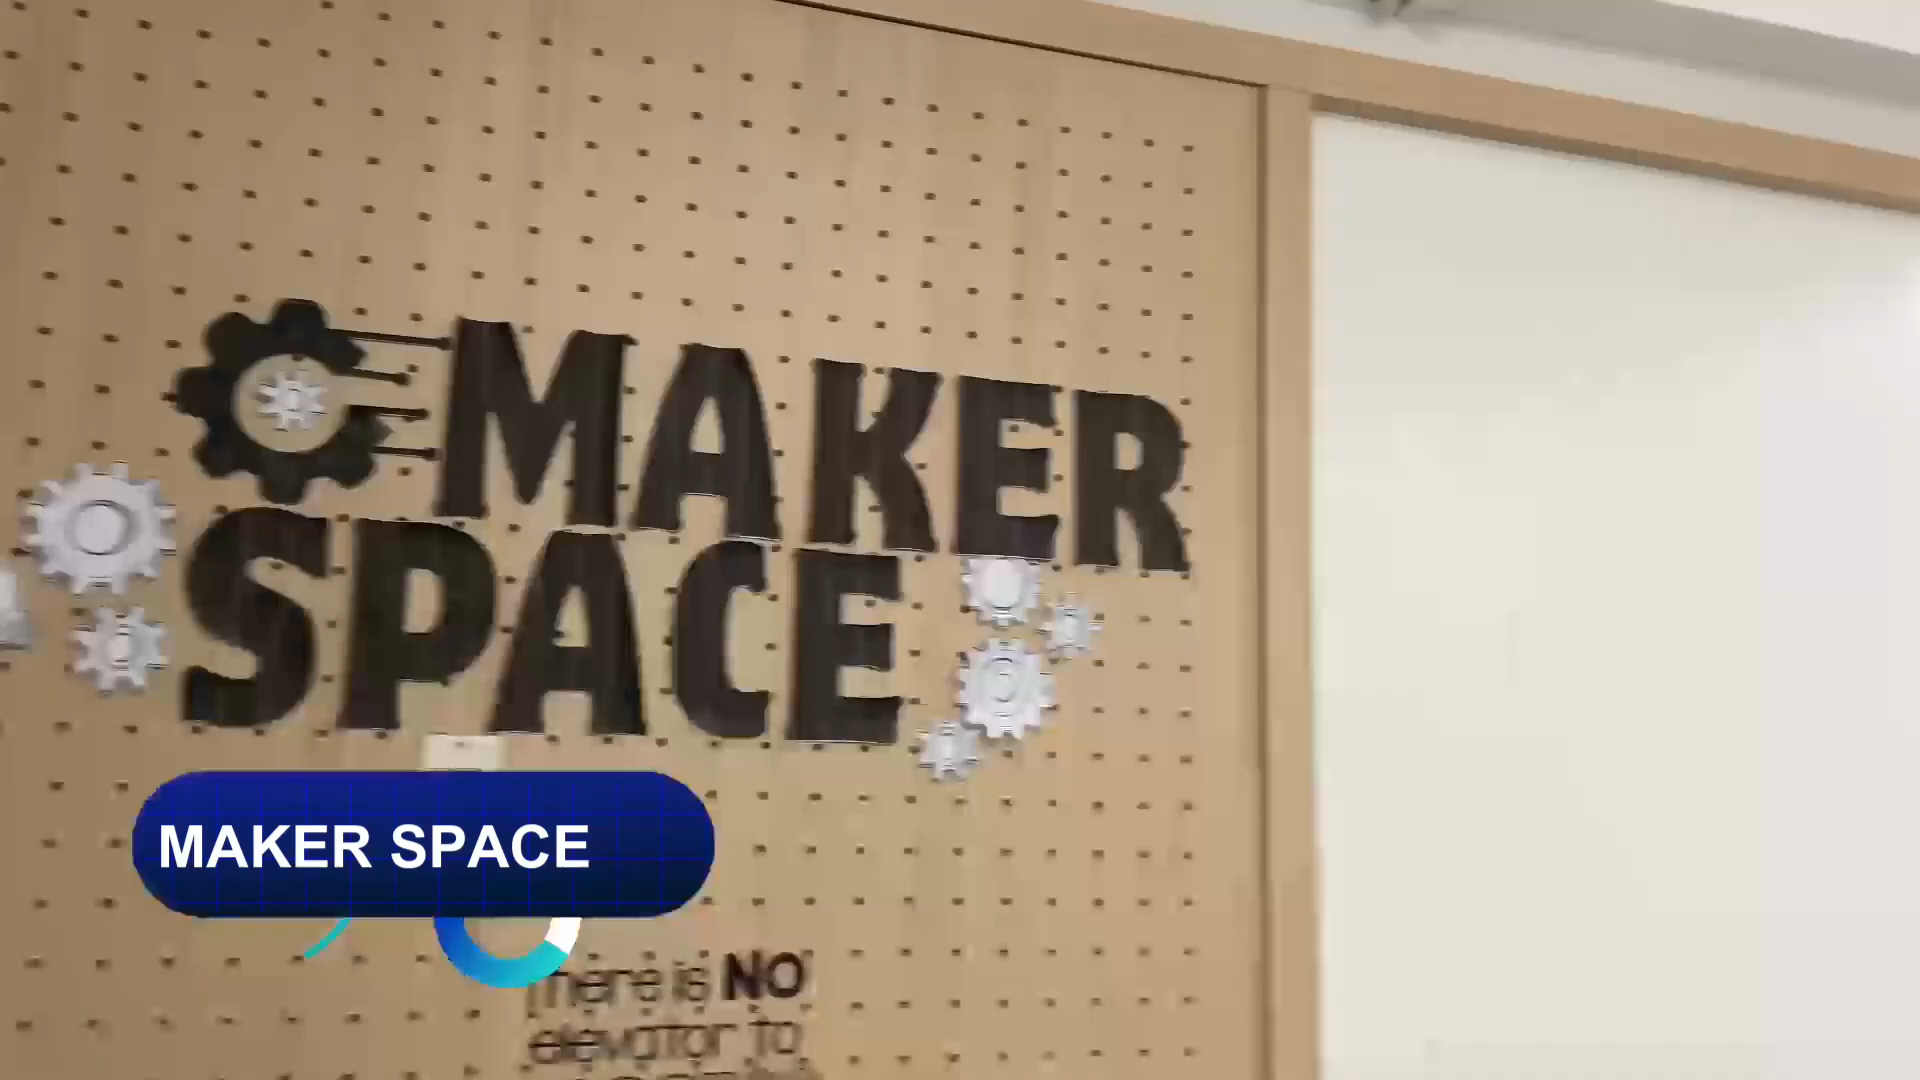 MAKER
SPACE
MAKER SPACE
There is NO
elevator to